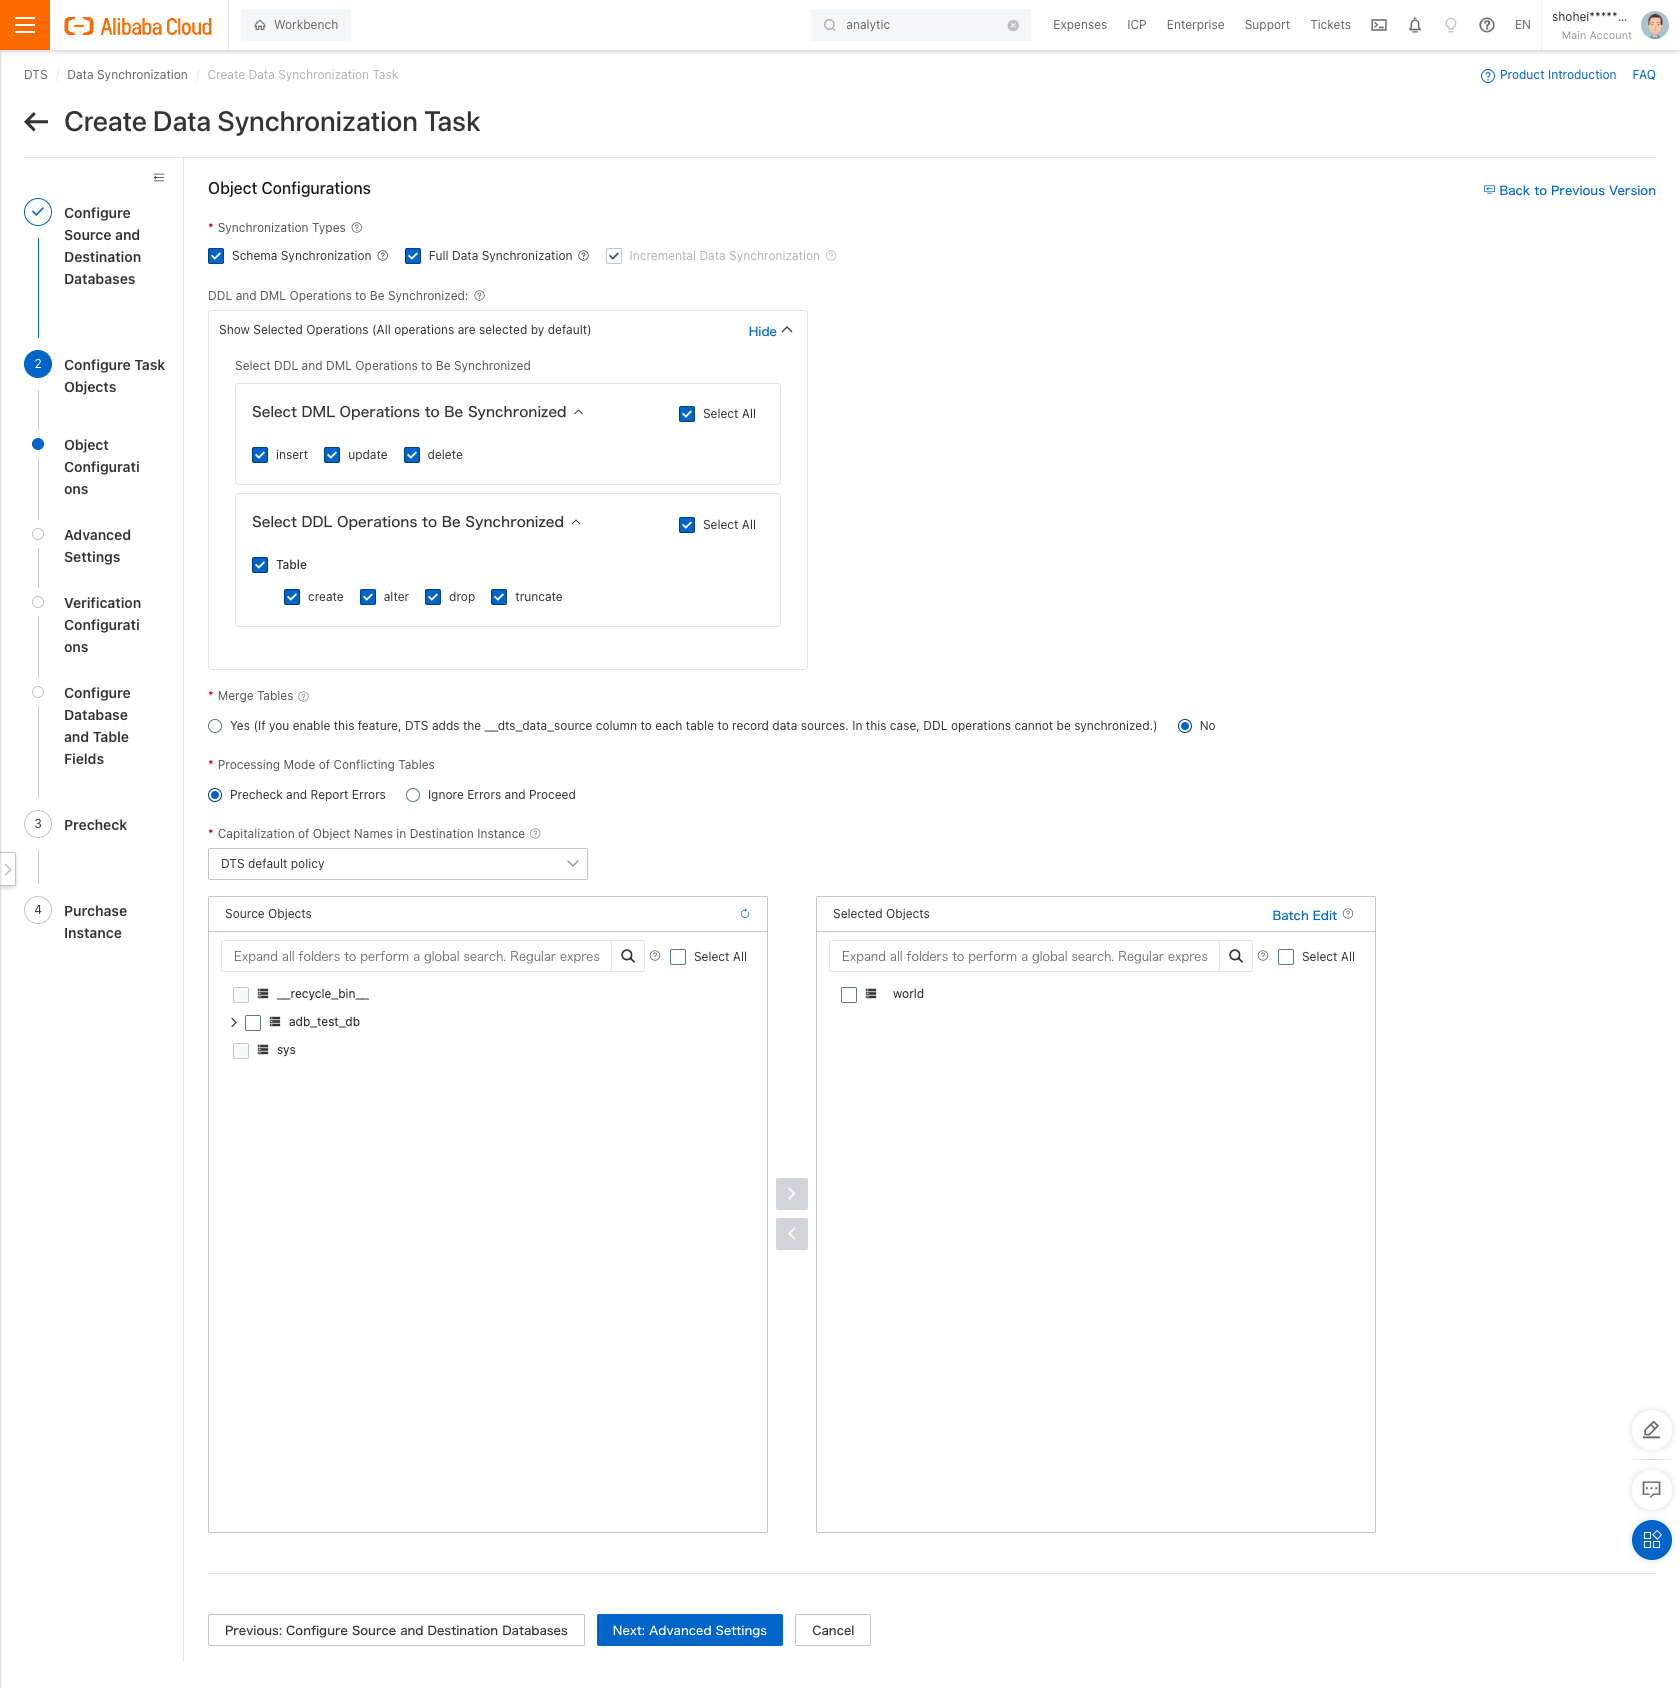 Alibaba Cloud
Workbench
analytic
Expenses
ICP
Enterprise
Support
Tickets
EN
shohei*****...
Main Account
DTS / Data Synchronization / Create Data Synchronization Task
Product Introduction
FAQ
Create Data Synchronization Task
Configure
Source and
Destination
Databases
2
Configure Task
Objects
Object
Configurati
ons
Advanced
Settings
Verification
Configurati
ons
Configure
Database
and Table
Fields
3
Precheck
4
Purchase
Instance
Object Configurations
Back to Previous Version
* Synchronization Types
Schema Synchronization
Full Data Synchronization
Incremental Data Synchronization
DDL and DML Operations to Be Synchronized:
Show Selected Operations (All operations are selected by default)
Hide
Select DDL and DML Operations to Be Synchronized
Select DML Operations to Be Synchronized
Select All
insert
update
delete
Select DDL Operations to Be Synchronized
Select All
Table
create
alter
drop
truncate
* Merge Tables
Yes (If you enable this feature, DTS adds the __dts_data_source column to each table to record data sources. In this case, DDL operations cannot be synchronized.)
No
* Processing Mode of Conflicting Tables
Precheck and Report Errors
Ignore Errors and Proceed
* Capitalization of Object Names in Destination Instance
DTS default policy
Source Objects
Expand all folders to perform a global search. Regular expres
Select All
__recycle_bin__
adb_test_db
sys
Selected Objects
Batch Edit
Expand all folders to perform a global search. Regular expres
Select All
world
Previous: Configure Source and Destination Databases
Next: Advanced Settings
Cancel